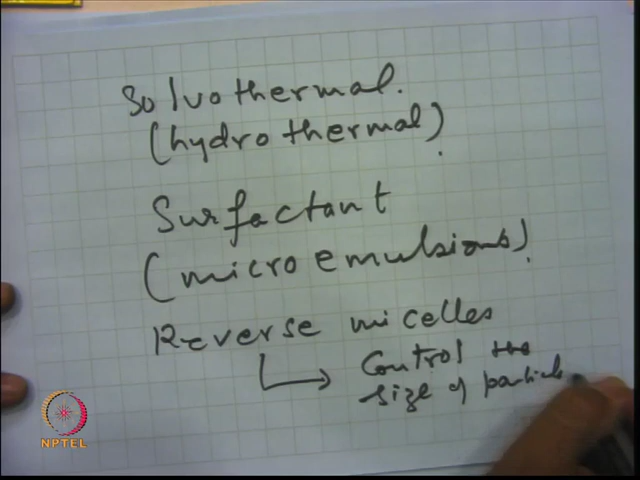 Solvothermal.
(hydrothermal).
Surfactant
(microemulsions).
Reverse micelles
Control the
size of particle
NPTEL